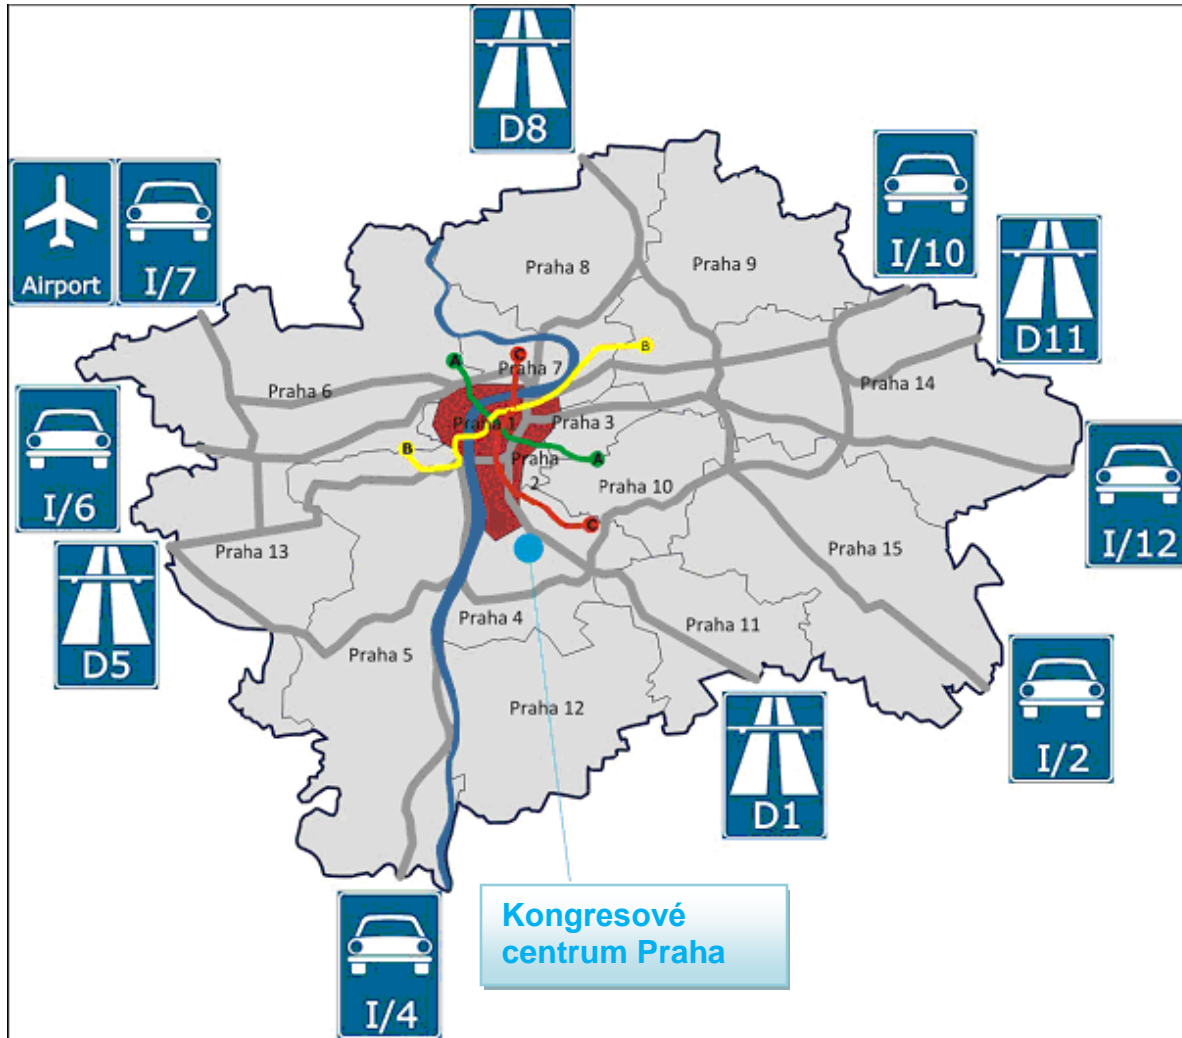 D8
Airport
I/7
I/10
D11
Praha 8
Praha 9
A
C
B
Praha 7
Praha 6
Praha 14
Praha 1
Praha 3
B
A
Praha
2
Praha 10
I/6
C
I/12
Praha 13
Praha 15
D5
Praha 4
Praha 11
Praha 5
Praha 12
I/2
D1
Kongresové
centrum Praha
I/4